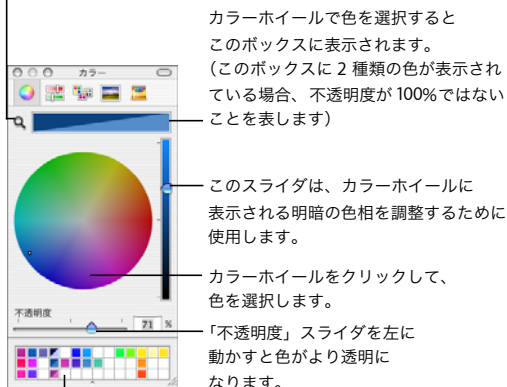 カラーホイールで色を選択すると
このボックスに表示されます。
（このボックスに 2 種類の色が表示され
ている場合、不透明度が 100%ではない
ことを表します）
カラー
このスライダは、カラーホイールに
表示される明暗の色相を調整するために
使用します。
カラーホイールをクリックして、
色を選択します。
不透明度
71 %
「不透明度」スライダを左に
動かすと色がより透明に
なります。